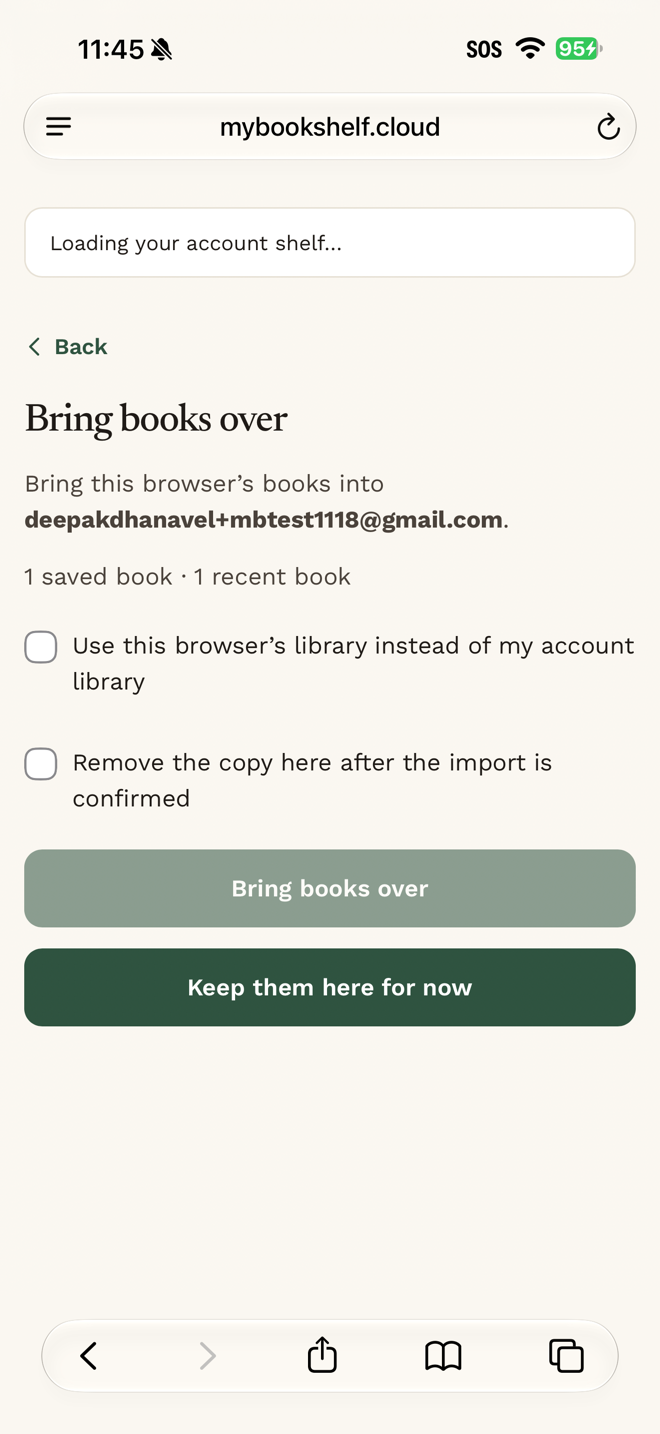 11:45
SOS
95
mybookshelf.cloud
Loading your account shelf...
Back
Bring books over
Bring this browser’s books into
deepakdhanavel+mbtest1118@gmail.com.
1 saved book · 1 recent book
Use this browser’s library instead of my account
library
Remove the copy here after the import is
confirmed
Bring books over
Keep them here for now